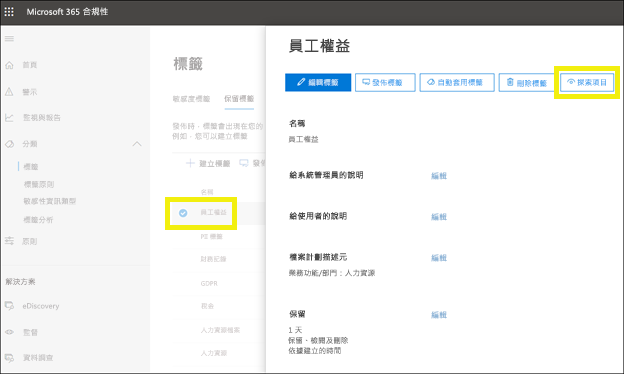 Microsoft 365 合規性
首頁
警示
監視與報告
分類
標籤
標籤原則
敏感性資訊類型
標籤分析
原則
解決方案
eDiscovery
監督
資料調查
標籤
敏感度標籤 保留標籤
發佈時，標籤會出現在您的
例如，您可以建立標籤
建立標籤 發佈
名稱
員工權益
PII 標籤
財務記錄
GDPR
稅金
人力資源檔案
人力資源
員工權益
編輯標籤 發佈標籤 自動套用標籤 刪除標籤 探索項目
名稱
員工權益
給系統管理員的說明 編輯
給使用者的說明 編輯
檔案計劃描述元 編輯
業務功能/部門：人力資源
保留 編輯
1 天
保留、檢閱及刪除
依據建立的時間